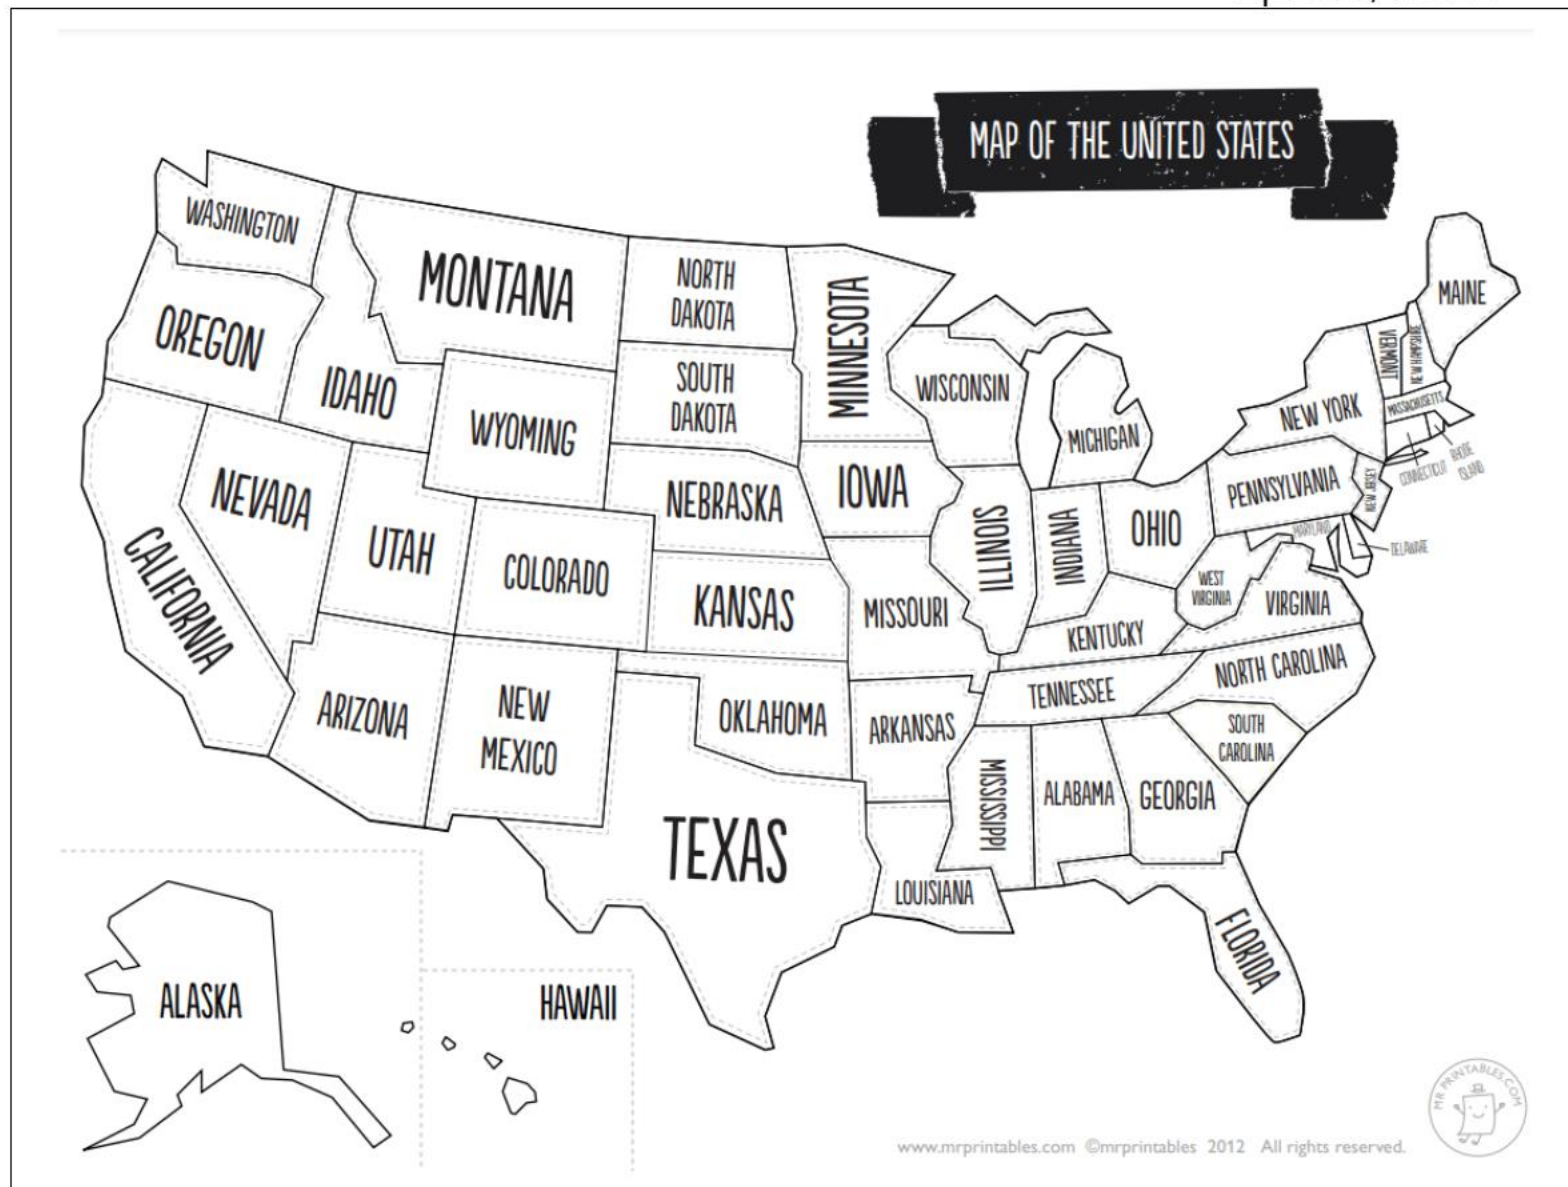 MAP OF THE UNITED STATES
WASHINGTON
MONTANA
NORTH
DAKOTA
MINNESOTA
MAINE
OREGON
IDAHO
WYOMING
SOUTH
DAKOTA
WISCONSIN
MICHIGAN
NEW YORK
VERMONT
NEW HAMPSHIRE
MASSACHUSETTS
CONNECTICUT
RHODE
ISLAND
NEVADA
UTAH
COLORADO
NEBRASKA
IOWA
ILLINOIS
INDIANA
OHIO
PENNSYLVANIA
NEW JERSEY
MARYLAND
DELAWARE
CALIFORNIA
KANSAS
MISSOURI
KENTUCKY
WEST
VIRGINIA
VIRGINIA
ARIZONA
NEW
MEXICO
OKLAHOMA
ARKANSAS
TENNESSEE
NORTH CAROLINA
SOUTH
CAROLINA
TEXAS
LOUISIANA
MISSISSIPPI
ALABAMA
GEORGIA
FLORIDA
ALASKA
HAWAII
MR PRINTABLES.COM
www.mrprintables.com ©mrprintables 2012 All rights reserved.